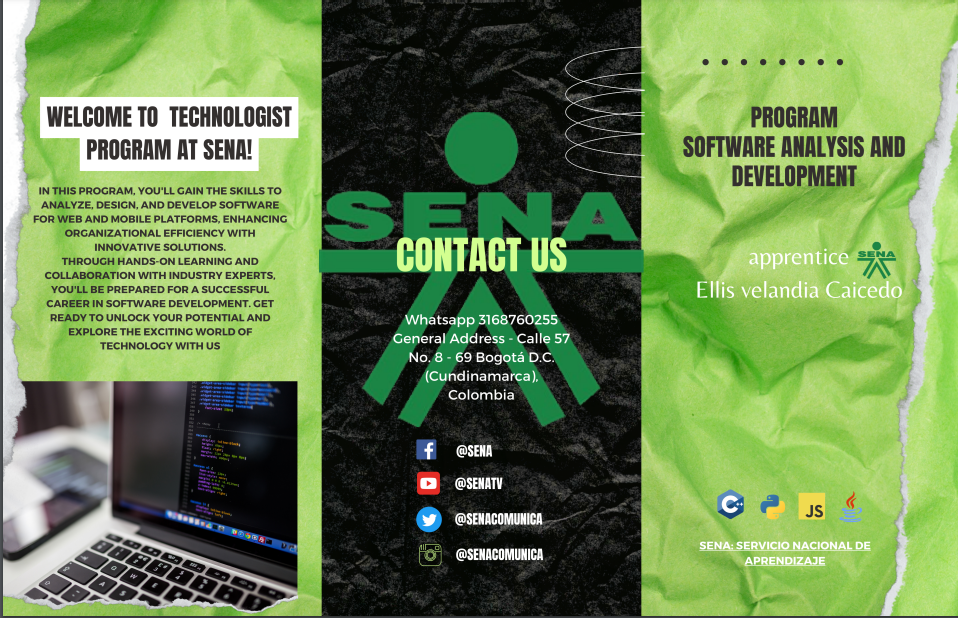 WELCOME TO TECHNOLOGIST
PROGRAM AT SENA!
IN THIS PROGRAM, YOU'LL GAIN THE SKILLS TO
ANALYZE, DESIGN, AND DEVELOP SOFTWARE
FOR WEB AND MOBILE PLATFORMS, ENHANCING
ORGANIZATIONAL EFFICIENCY WITH
INNOVATIVE SOLUTIONS.
THROUGH HANDS-ON LEARNING AND
COLLABORATION WITH INDUSTRY EXPERTS,
YOU'LL BE PREPARED FOR A SUCCESSFUL
CAREER IN SOFTWARE DEVELOPMENT. GET
READY TO UNLOCK YOUR POTENTIAL AND
EXPLORE THE EXCITING WORLD OF
TECHNOLOGY WITH US
SENA
CONTACT US
Whatsapp 3168760255
General Address - Calle 57
No. 8 - 69 Bogotá D.C.
(Cundinamarca),
Colombia
@SENA
@SENATV
@SENACOMUNICA
@SENACOMUNICA
PROGRAM
SOFTWARE ANALYSIS AND
DEVELOPMENT
apprentice SENA
Ellis velandia Caicedo
C++ JS
SENA: SERVICIO NACIONAL DE
APRENDIZAJE